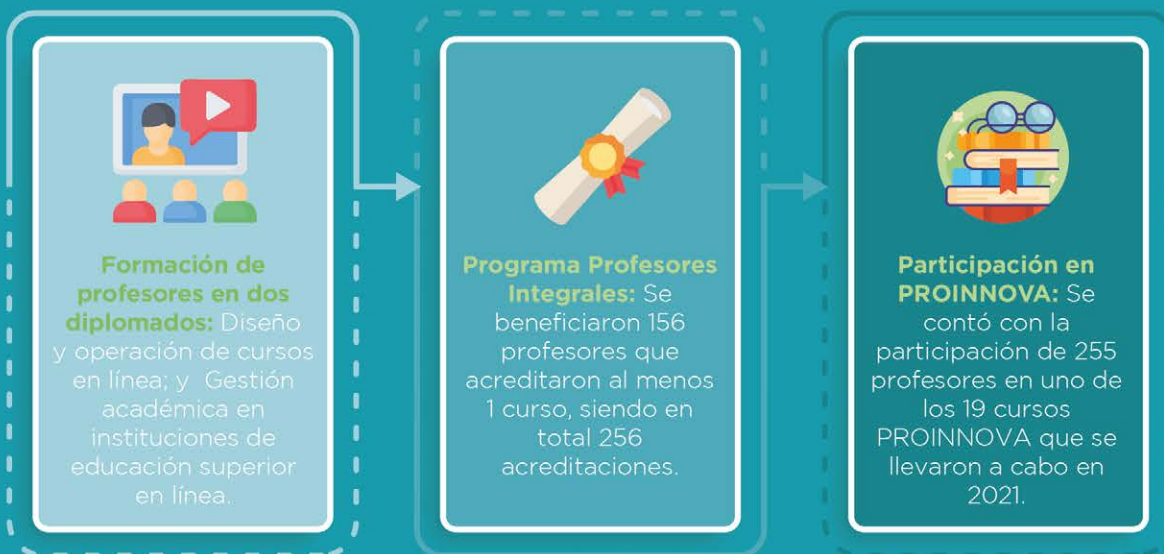 Formación de
profesores en dos
diplomados: Diseño
y operación de cursos
en línea; y Gestión
académica en
instituciones de
educación superior
en línea.
Programa Profesores
Integrales: Se
beneficiaron 156
profesores que
acreditaron al menos
1 curso, siendo en
total 256
acreditaciones.
Participación en
PROINNOVA: Se
contó con la
participación de 255
profesores en uno de
los 19 cursos
PROINNOVA que se
llevaron a cabo en
2021.